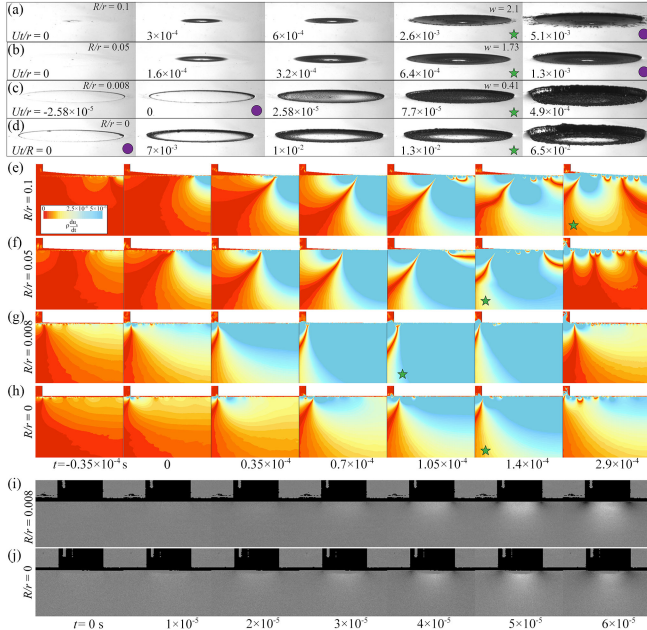 (a) R/r = 0.1 w = 2.1
Ut/r = 0 3×10⁻⁴ 6×10⁻⁴ 2.6×10⁻³ 5.1×10⁻³
(b) R/r = 0.05 w = 1.73
Ut/r = 0 1.6×10⁻⁴ 3.2×10⁻⁴ 6.4×10⁻⁴ 1.3×10⁻³
(c) R/r = 0.008 w = 0.41
Ut/r = -2.58×10⁻⁵ 0 2.58×10⁻⁵ 7.7×10⁻⁵ 4.9×10⁻⁴
(d) R/r = 0
Ut/R = 0 7×10⁻³ 1×10⁻² 1.3×10⁻² 6.5×10⁻²
(e)
R/r = 0.1
0 2.5×10⁻⁶ 5×10⁻⁶
(f)
R/r = 0.05
(g)
R/r = 0.008
(h)
R/r = 0
t=-0.35×10⁻⁴ s 0 0.35×10⁻⁴ 0.7×10⁻⁴ 1.05×10⁻⁴ 1.4×10⁻⁴ 2.9×10⁻⁴
(i)
R/r = 0.008
(j)
R/r = 0
t= 0 s 1×10⁻⁵ 2×10⁻⁵ 3×10⁻⁵ 4×10⁻⁵ 5×10⁻⁵ 6×10⁻⁵